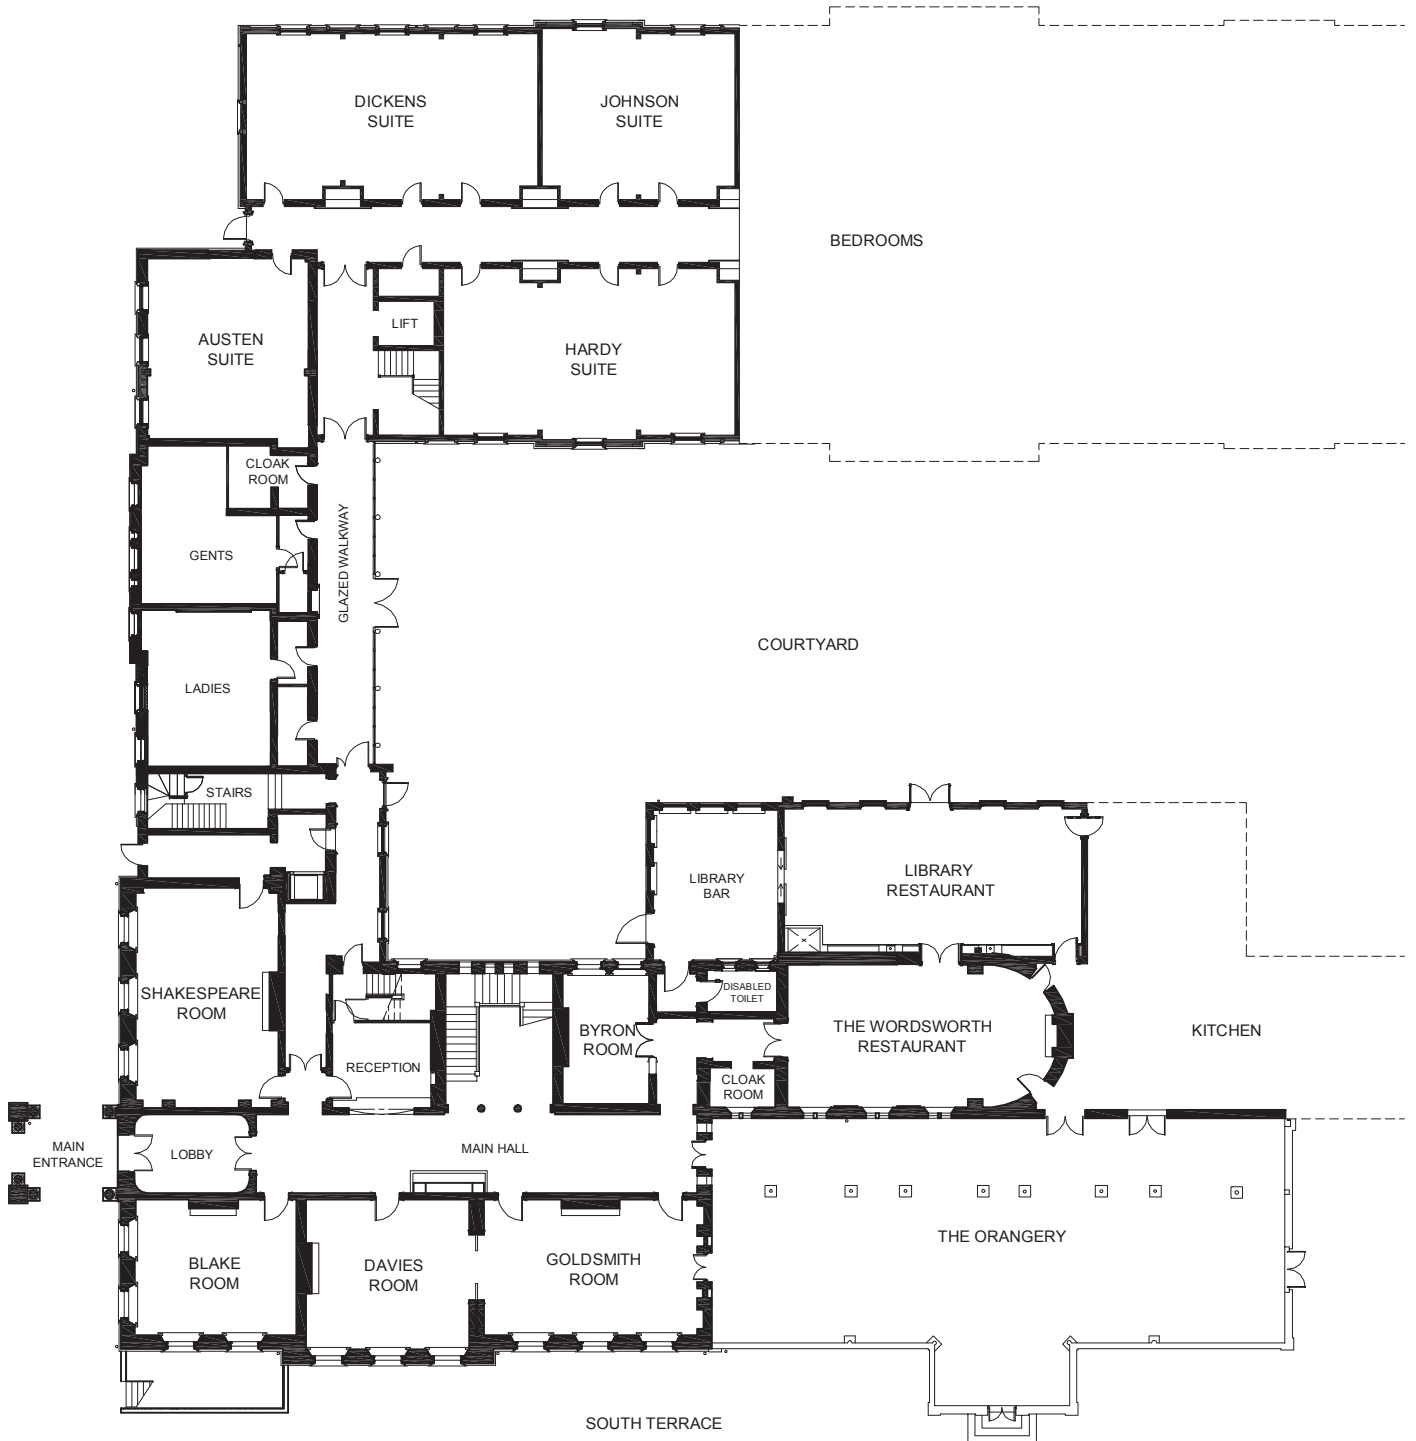 DICKENS
SUITE
JOHNSON
SUITE
BEDROOMS
AUSTEN
SUITE
LIFT
HARDY
SUITE
CLOAK
ROOM
GENTS
GLAZED WALKWAY
COURTYARD
LADIES
STAIRS
LIBRARY
BAR
LIBRARY
RESTAURANT
SHAKESPEARE
ROOM
DISABLED
TOILET
BYRON
ROOM
THE WORDSWORTH
RESTAURANT
KITCHEN
RECEPTION
CLOAK
ROOM
MAIN
ENTRANCE
LOBBY
MAIN HALL
THE ORANGERY
BLAKE
ROOM
DAVIES
ROOM
GOLDSMITH
ROOM
SOUTH TERRACE